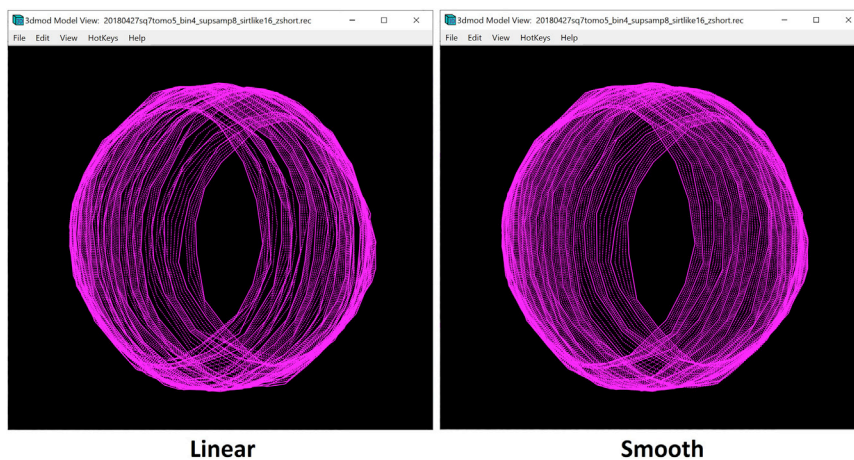 3dmod Model View:  20180427sq7tomo5_bin4_supsamp8_sirtlike16_zshort.rec
File Edit View HotKeys Help
3dmod Model View:  20180427sq7tomo5_bin4_supsamp8_sirtlike16_zshort.rec
File Edit View HotKeys Help
Linear
Smooth